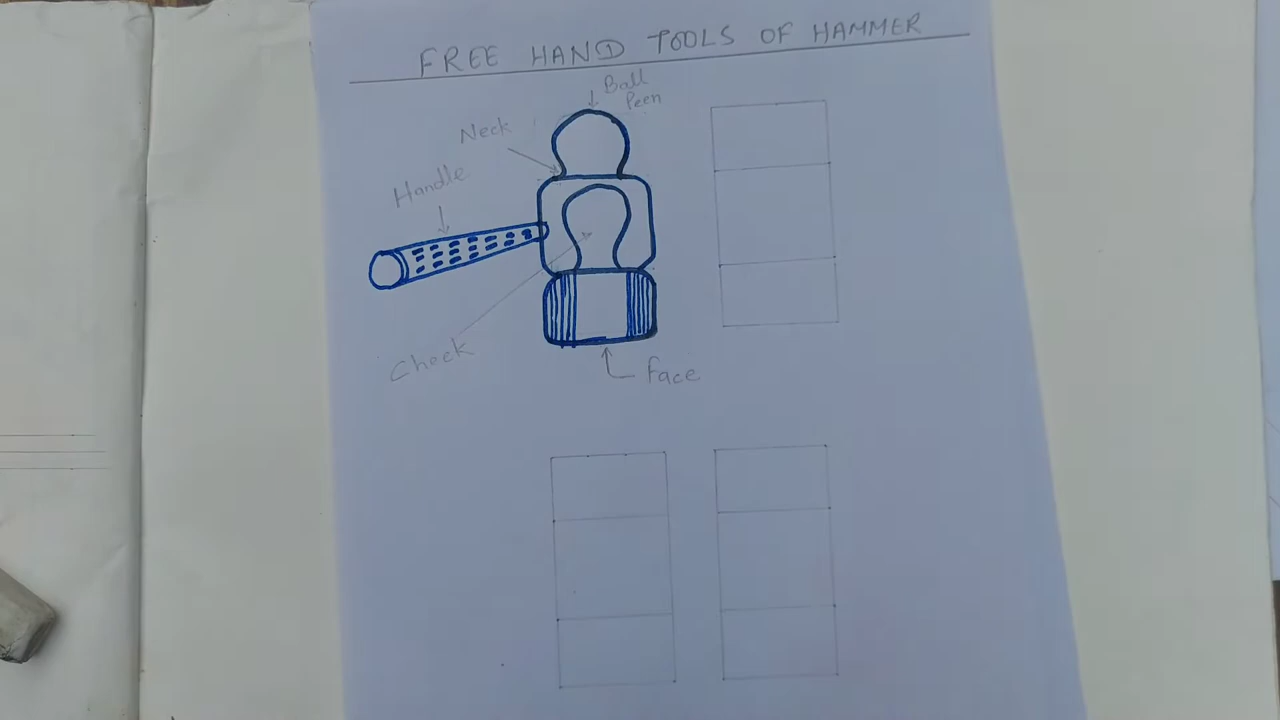 FREE HAND TOOLS OF HAMMER
Ball
Peen
Neck
Handle
Cheek
face